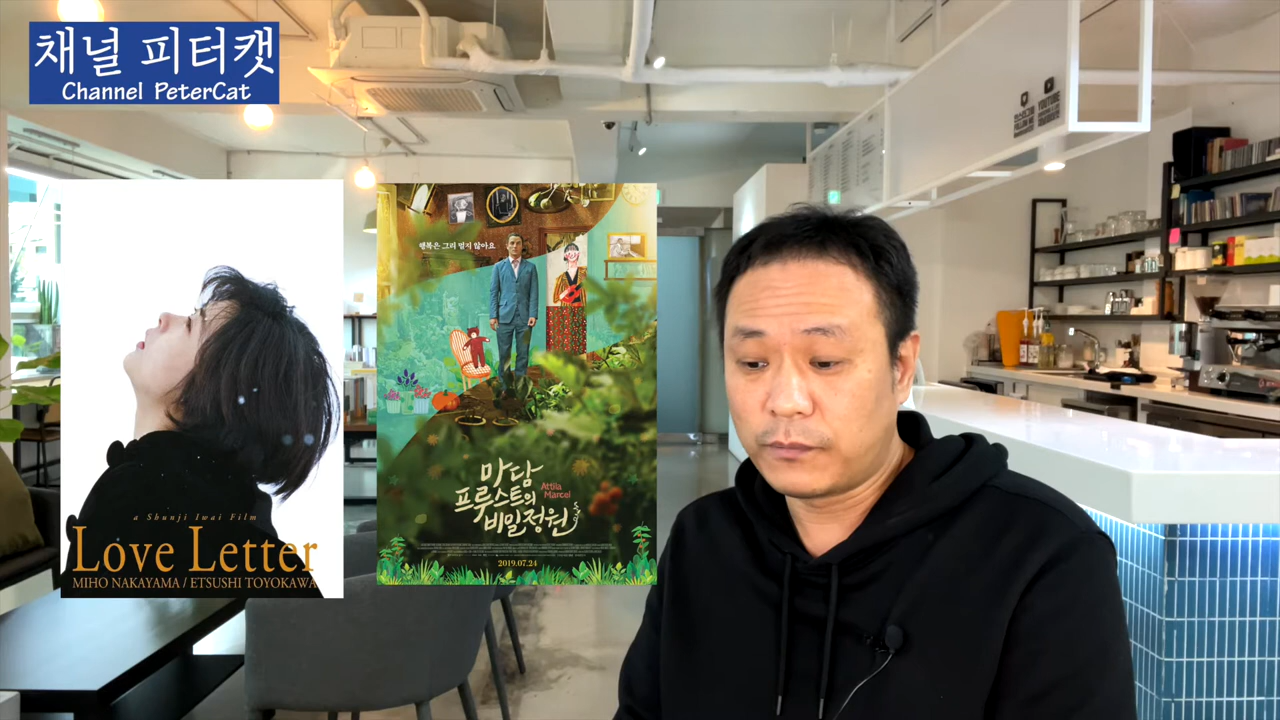 채널 피터캣
Channel PeterCat
YOUTUBE
행복은 그리 멀지 않아요
a Shunji Iwai Film
Love Letter
MIHO NAKAYAMA / ETSUSHI TOYOKAWA
마담
프루스트의
비밀정원
Attila
Marcel
2019.07.24